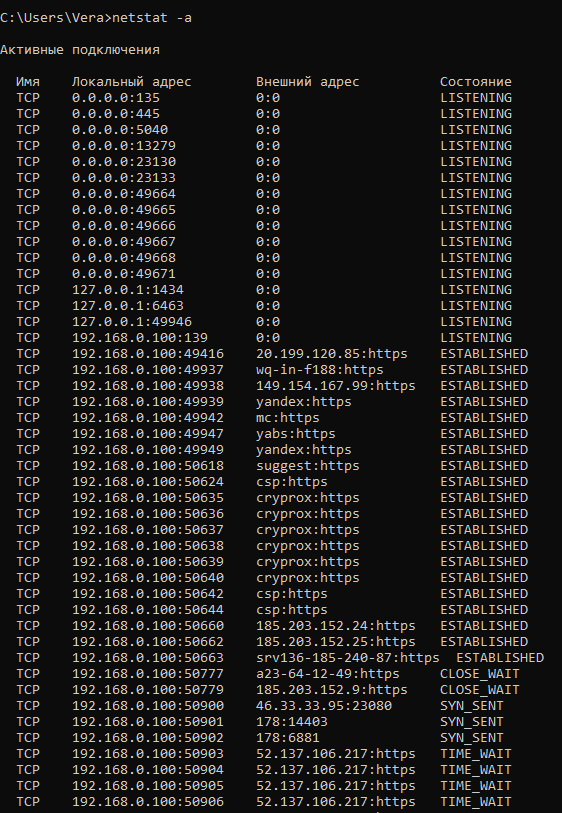 C:\Users\Vera>netstat -a
Активные подключения
Имя Локальный адрес Внешний адрес Состояние
TCP 0.0.0.0:135 0:0 LISTENING
TCP 0.0.0.0:445 0:0 LISTENING
TCP 0.0.0.0:5040 0:0 LISTENING
TCP 0.0.0.0:13279 0:0 LISTENING
TCP 0.0.0.0:23130 0:0 LISTENING
TCP 0.0.0.0:23133 0:0 LISTENING
TCP 0.0.0.0:49664 0:0 LISTENING
TCP 0.0.0.0:49665 0:0 LISTENING
TCP 0.0.0.0:49666 0:0 LISTENING
TCP 0.0.0.0:49667 0:0 LISTENING
TCP 0.0.0.0:49668 0:0 LISTENING
TCP 0.0.0.0:49671 0:0 LISTENING
TCP 127.0.0.1:1434 0:0 LISTENING
TCP 127.0.0.1:6463 0:0 LISTENING
TCP 127.0.0.1:49946 0:0 LISTENING
TCP 192.168.0.100:139 0:0 LISTENING
TCP 192.168.0.100:49416 20.199.120.85:https ESTABLISHED
TCP 192.168.0.100:49937 wq-in-f188:https ESTABLISHED
TCP 192.168.0.100:49938 149.154.167.99:https ESTABLISHED
TCP 192.168.0.100:49939 yandex:https ESTABLISHED
TCP 192.168.0.100:49942 mc:https ESTABLISHED
TCP 192.168.0.100:49947 yabs:https ESTABLISHED
TCP 192.168.0.100:49949 yandex:https ESTABLISHED
TCP 192.168.0.100:50618 suggest:https ESTABLISHED
TCP 192.168.0.100:50624 csp:https ESTABLISHED
TCP 192.168.0.100:50635 cryprox:https ESTABLISHED
TCP 192.168.0.100:50636 cryprox:https ESTABLISHED
TCP 192.168.0.100:50637 cryprox:https ESTABLISHED
TCP 192.168.0.100:50638 cryprox:https ESTABLISHED
TCP 192.168.0.100:50639 cryprox:https ESTABLISHED
TCP 192.168.0.100:50640 cryprox:https ESTABLISHED
TCP 192.168.0.100:50642 csp:https ESTABLISHED
TCP 192.168.0.100:50644 csp:https ESTABLISHED
TCP 192.168.0.100:50660 185.203.152.24:https ESTABLISHED
TCP 192.168.0.100:50662 185.203.152.25:https ESTABLISHED
TCP 192.168.0.100:50663 srv136-185-240-87:https ESTABLISHED
TCP 192.168.0.100:50777 a23-64-12-49:https CLOSE_WAIT
TCP 192.168.0.100:50779 185.203.152.9:https CLOSE_WAIT
TCP 192.168.0.100:50900 46.33.33.95:23080 SYN_SENT
TCP 192.168.0.100:50901 178:14403 SYN_SENT
TCP 192.168.0.100:50902 178:6881 SYN_SENT
TCP 192.168.0.100:50903 52.137.106.217:https TIME_WAIT
TCP 192.168.0.100:50904 52.137.106.217:https TIME_WAIT
TCP 192.168.0.100:50905 52.137.106.217:https TIME_WAIT
TCP 192.168.0.100:50906 52.137.106.217:https TIME_WAIT